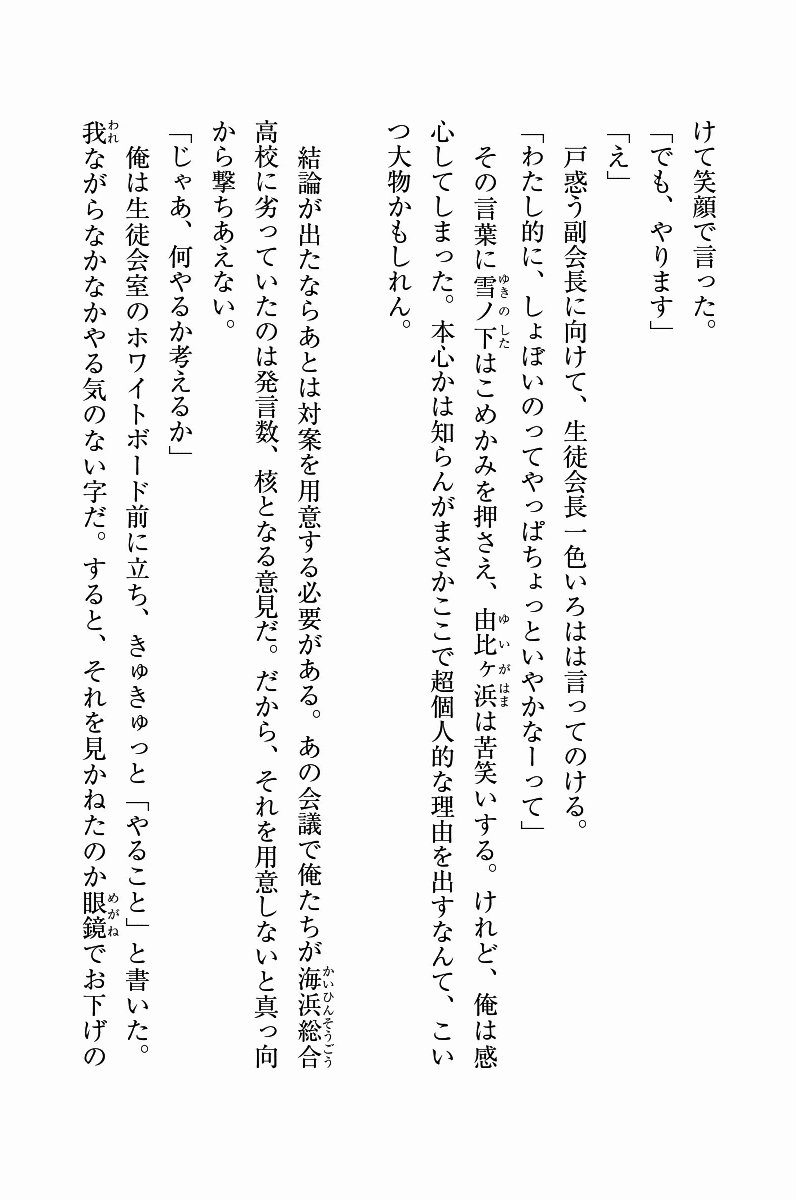 けて笑顔で言った。
「でも、やります」
「え」
戸惑う副会長に向けて、生徒会長一色いろはは言ってのける。
「わたし的に、しょぼいのってやっぱちょっといやかなーって」
その言葉に雪ノ下はこめかみを押さえ、由比ヶ浜は苦笑いする。けれど、俺は感
ゆきのした
ゆいがはま
心してしまった。本心かは知らんがまさかここで超個人的な理由を出すなんて、こい
つ大物かもしれん。
結論が出たならあとは対案を用意する必要がある。あの会議で俺たちが海浜総合
かいひんそうごう
高校に劣っていたのは発言数、核となる意見だ。だから、それを用意しないと真っ向
から撃ちあえない。
「じゃあ、何やるか考えるか」
俺は生徒会室のホワイトボード前に立ち、きゅきゅっと「やること」と書いた。
我ながらなかなかやる気のない字だ。すると、それを見かねたのか眼鏡でお下げの
われ
めがね